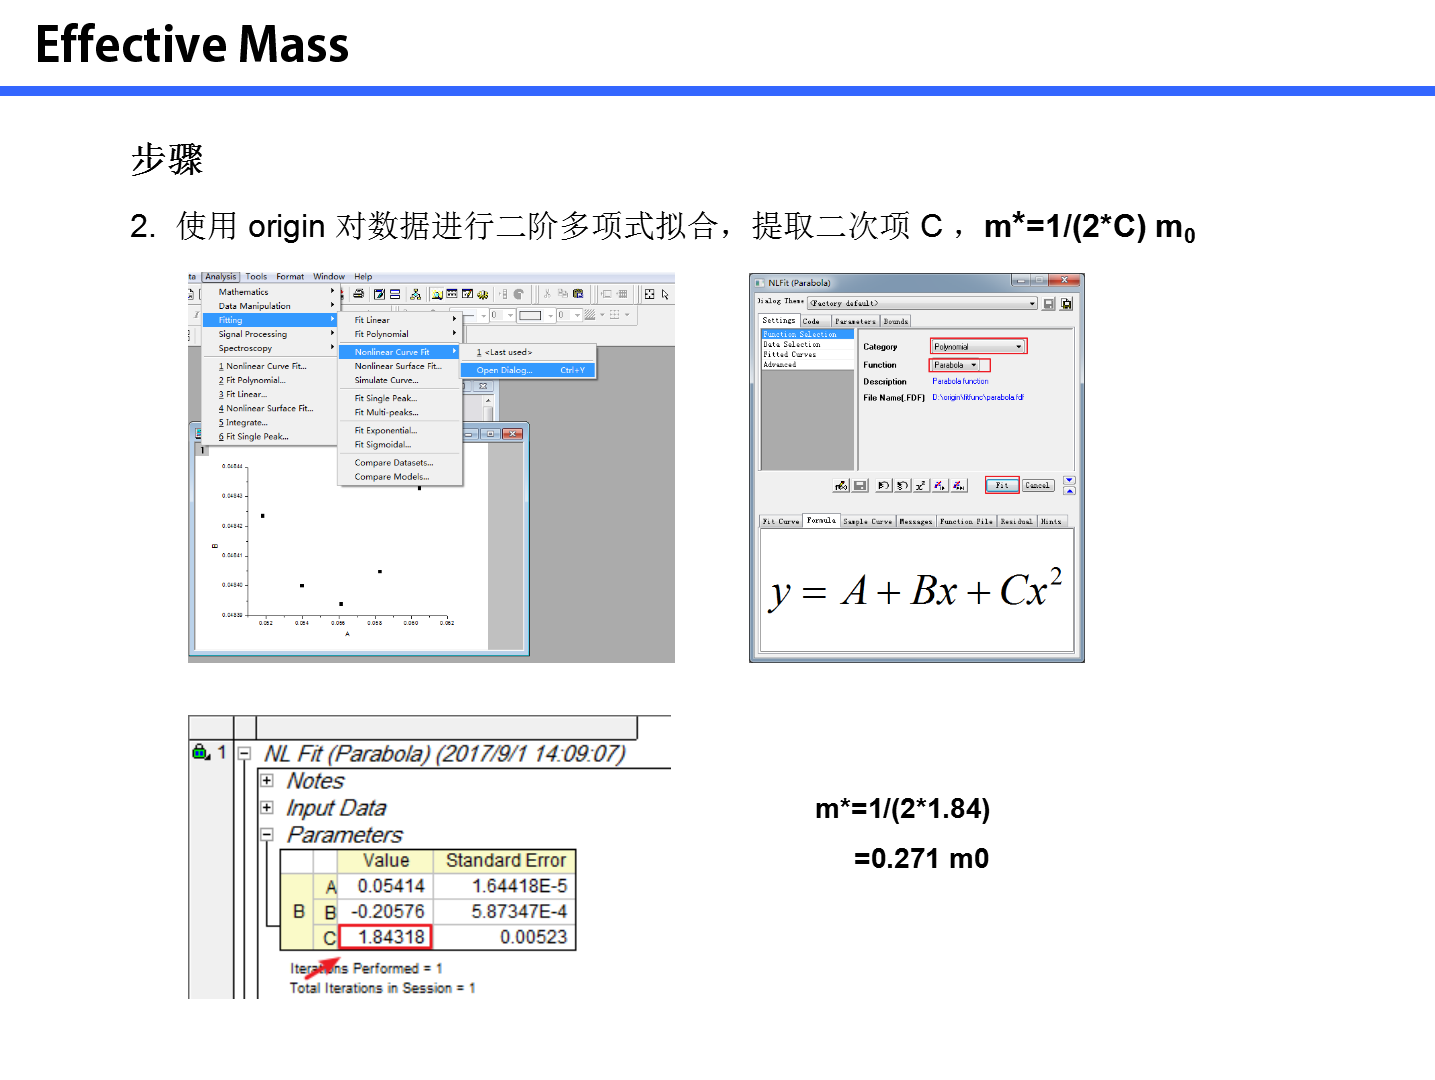 Effective Mass
步骤
2. 使用 origin 对数据进行二阶多项式拟合，提取二次项 C ，m*=1/(2*C) m0
ta Analysis Tools Format Window Help
Mathematics
Data Manipulation
Fitting
Signal Processing
Spectroscopy
1 Nonlinear Curve Fit...
2 Fit Polynomial...
3 Fit Linear...
4 Nonlinear Surface Fit...
5 Integrate...
6 Fit Single Peak...
Fit Linear
Fit Polynomial
Nonlinear Curve Fit
Nonlinear Surface Fit...
Simulate Curve...
Fit Single Peak...
Fit Multi-peaks...
Fit Exponential...
Fit Sigmoidal...
Compare Datasets...
Compare Models...
1 <Last used>
Open Dialog... Ctrl+Y
1
0.04844
0.04843
0.04842
0.04841
0.04840
0.04839
B
0.052 0.054 0.056 0.058 0.060 0.062
A
NLFit (Parabola)
Dialog Theme (Factory default)
Settings Code Parameters Bounds
Function Selection
Data Selection
Fitted Curves
Advanced
Category Polynomial
Function Parabola
Description Parabola function
File Name(.FDF) D:\origin\fitfunc\parabola.fdf
Fit Cancel
Fit Curve Formula Sample Curve Messages Function File Residual Hints
y = A + Bx + Cx²
1 NL Fit (Parabola) (2017/9/1 14:09:07)
Notes
Input Data
Parameters
Value Standard Error
A 0.05414 1.64418E-5
B B -0.20576 5.87347E-4
C 1.84318 0.00523
Iterations Performed = 1
Total Iterations in Session = 1
m*=1/(2*1.84)
=0.271 m0